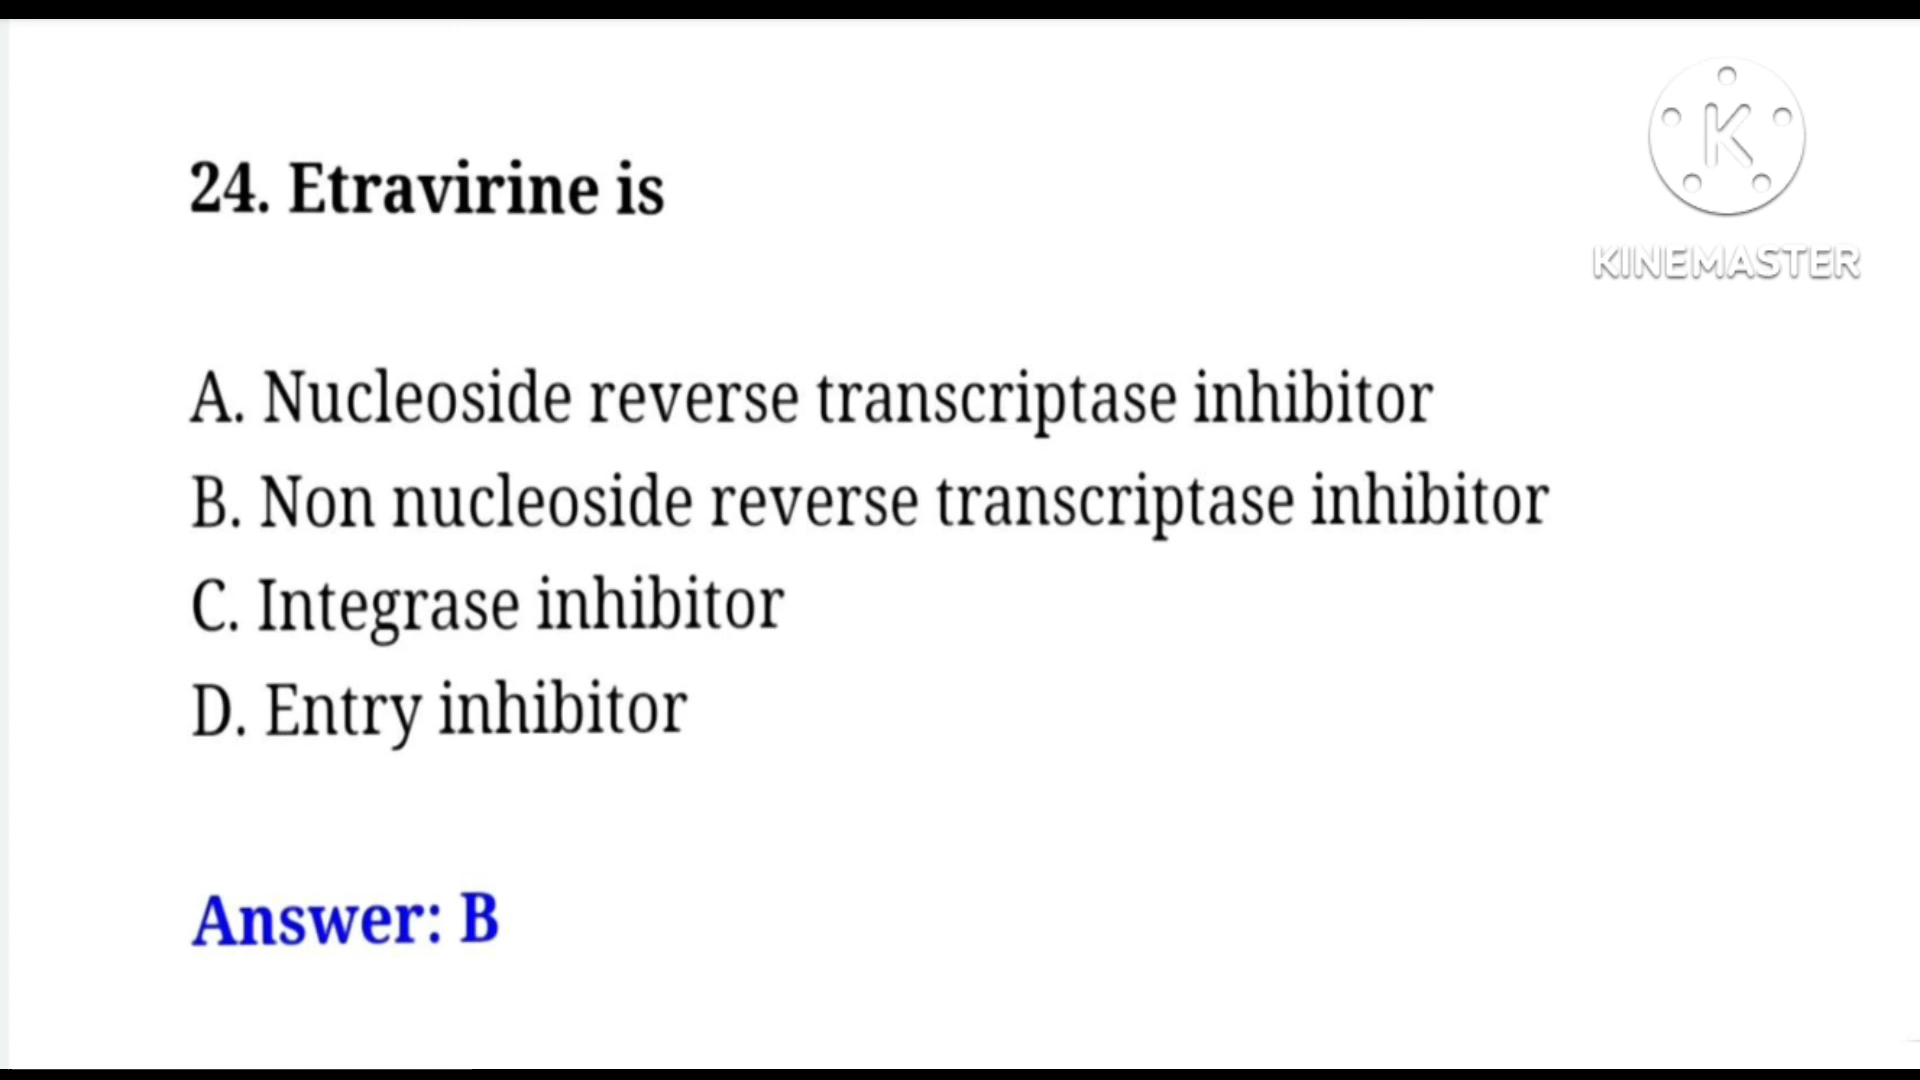 24. Etravirine is
K
KINEMASTER
A. Nucleoside reverse transcriptase inhibitor
B. Non nucleoside reverse transcriptase inhibitor
C. Integrase inhibitor
D. Entry inhibitor
Answer: B